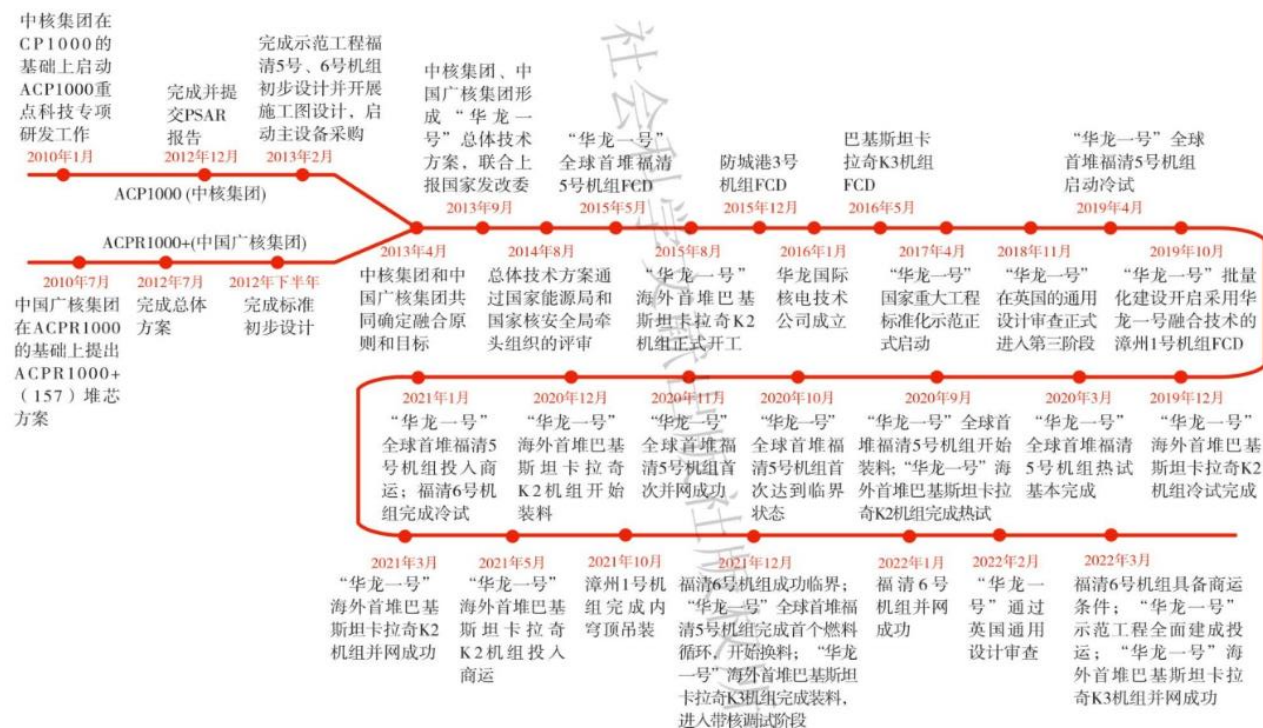 中核集团在
CP1000的
基础上启动
ACP1000重
点科技专项
研发工作
2010年1月
完成并提
交PSAR
报告
2012年12月
完成示范工程福
清5号、6号机组
初步设计并开展
施工图设计，启
动主设备采购
2013年2月
ACP1000 (中核集团)
ACPR1000+(中国广核集团)
2010年7月
中国广核集团
在ACPR1000
的基础上提出
ACPR1000+
（157）堆芯
方案
2012年7月
完成总体
方案
2012年下半年
完成标准
初步设计
2013年4月
中核集团和中
国广核集团共
同确定融合原
则和目标
中核集团、中
国广核集团形
成“华龙一
号”总体技术
方案，联合上
报国家发改委
2013年9月
2014年8月
总体技术方案通
过国家能源局和
国家核安全局牵
头组织的评审
“华龙一号”
全球首堆福清
5号机组FCD
2015年5月
2015年8月
“华龙一号”
海外首堆巴基
斯坦卡拉奇K2
机组正式开工
防城港3号
机组FCD
2015年12月
2016年1月
华龙国际
核电技术
公司成立
巴基斯坦卡
拉奇K3机组
FCD
2016年5月
2017年4月
“华龙一号”
国家重大工程
标准化示范正
式启动
2018年11月
“华龙一号”
在英国的通用
设计审查正式
进入第三阶段
“华龙一号”全球
首堆福清5号机组
启动冷试
2019年4月
2019年10月
“华龙一号”批量
化建设开启采用华
龙一号融合技术的
漳州1号机组FCD
2019年12月
“华龙一号”
海外首堆巴基
斯坦卡拉奇K2
机组冷试完成
2020年3月
“华龙一号”
全球首堆福清
5号机组热试
基本完成
2020年9月
“华龙一号”全球首
堆福清5号机组开始
装料；“华龙一号”海
外首堆巴基斯坦卡拉
奇K2机组完成热试
2020年10月
“华龙一号”
全球首堆福
清5号机组首
次达到临界
状态
2020年11月
“华龙一号”
全球首堆福
清5号机组首
次并网成功
2020年12月
“华龙一号”
海外首堆巴基
斯坦卡拉奇
K2机组开始
装料
2021年1月
“华龙一号”
全球首堆福清5
号机组投入商
运；福清6号机
组完成冷试
2021年3月
“华龙一号”
海外首堆巴基
斯坦卡拉奇K2
机组并网成功
2021年5月
“华龙一号”
海外首堆巴基
斯坦卡拉奇
K2机组投入
商运
2021年10月
漳州1号机
组完成内
穹顶吊装
2021年12月
福清6号机组成功临界；
“华龙一号”全球首堆福
清5号机组完成首个燃料
循环，开始换料；“华龙
一号”海外首堆巴基斯坦
卡拉奇K3机组完成装料，
进入带核调试阶段
2022年1月
福清6号
机组并网
成功
2022年2月
“华龙一
号”通过
英国通用
设计审查
2022年3月
福清6号机组具备商运
条件；“华龙一号”
示范工程全面建成投
运；“华龙一号”海
外首堆巴基斯坦卡拉
奇K3机组并网成功
社会科学文献出版社版权所有